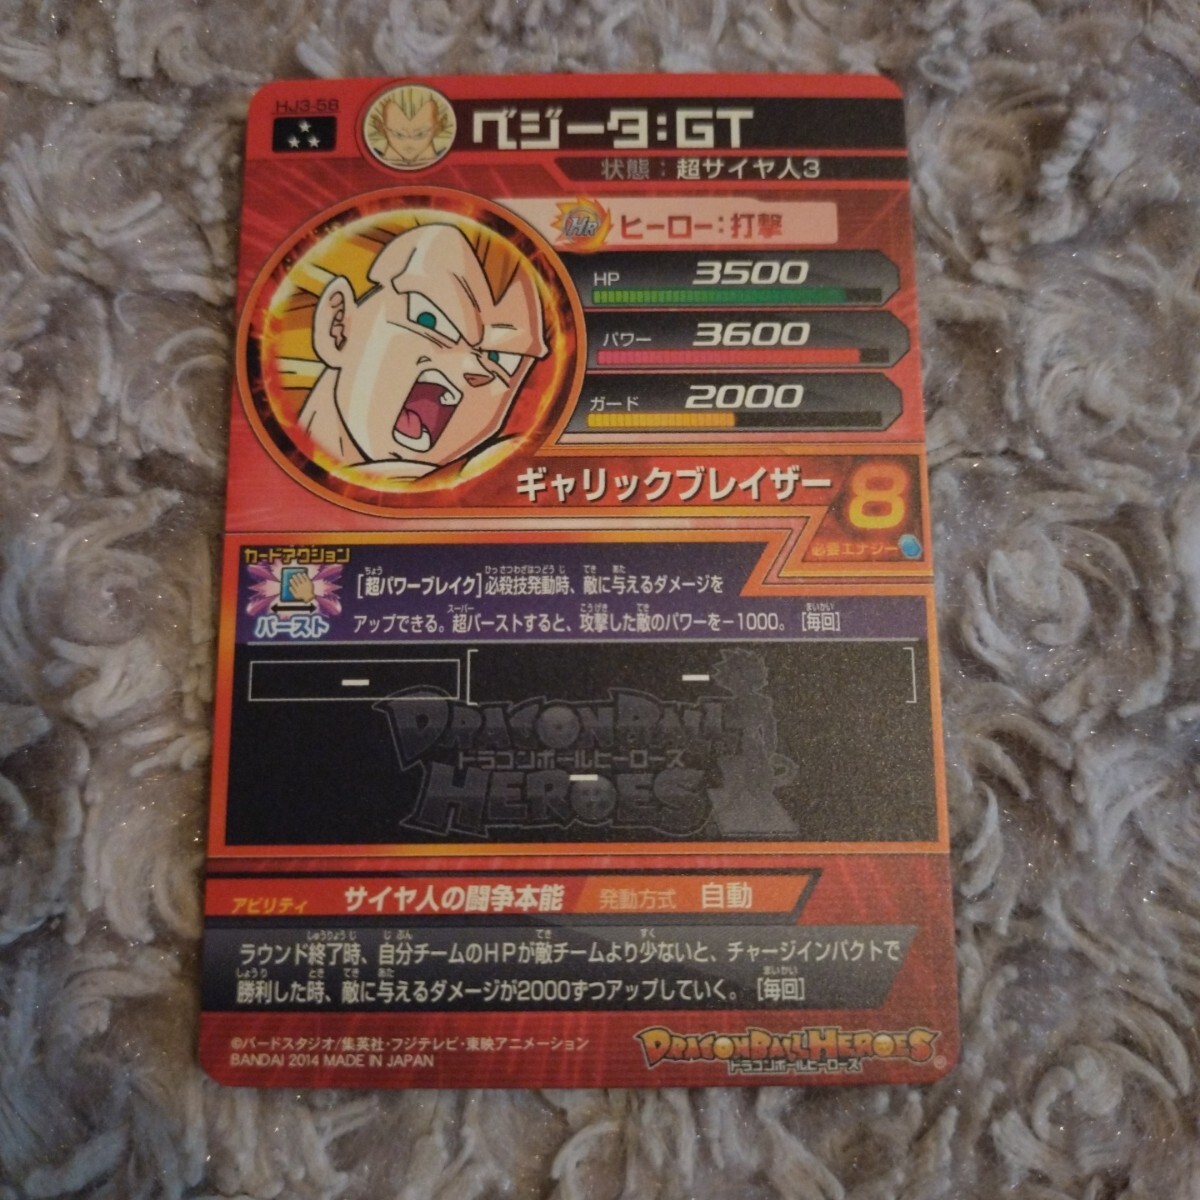 HJ3-58
ベジータ:GT
状態：超サイヤ人3
HR ヒーロー:打撃
HP 3500
パワー 3600
ガード 2000
ギャリックブレイザー 8
必要エナジー
カードアクション
バースト
[超パワーブレイク]必殺技発動時、敵に与えるダメージを
アップできる。超バーストすると、攻撃した敵のパワーを−1000。[毎回]
ー
ー
DRAGONBALL
ドラゴンボールヒーローズ
HEROES
ー
アビリティ サイヤ人の闘争本能 発動方式 自動
ラウンド終了時、自分チームのHPが敵チームより少ないと、チャージインパクトで
勝利した時、敵に与えるダメージが2000ずつアップしていく。[毎回]
©バードスタジオ/集英社・フジテレビ・東映アニメーション
BANDAI 2014 MADE IN JAPAN
DRAGONBALL HEROES
ドラゴンボールヒーローズ